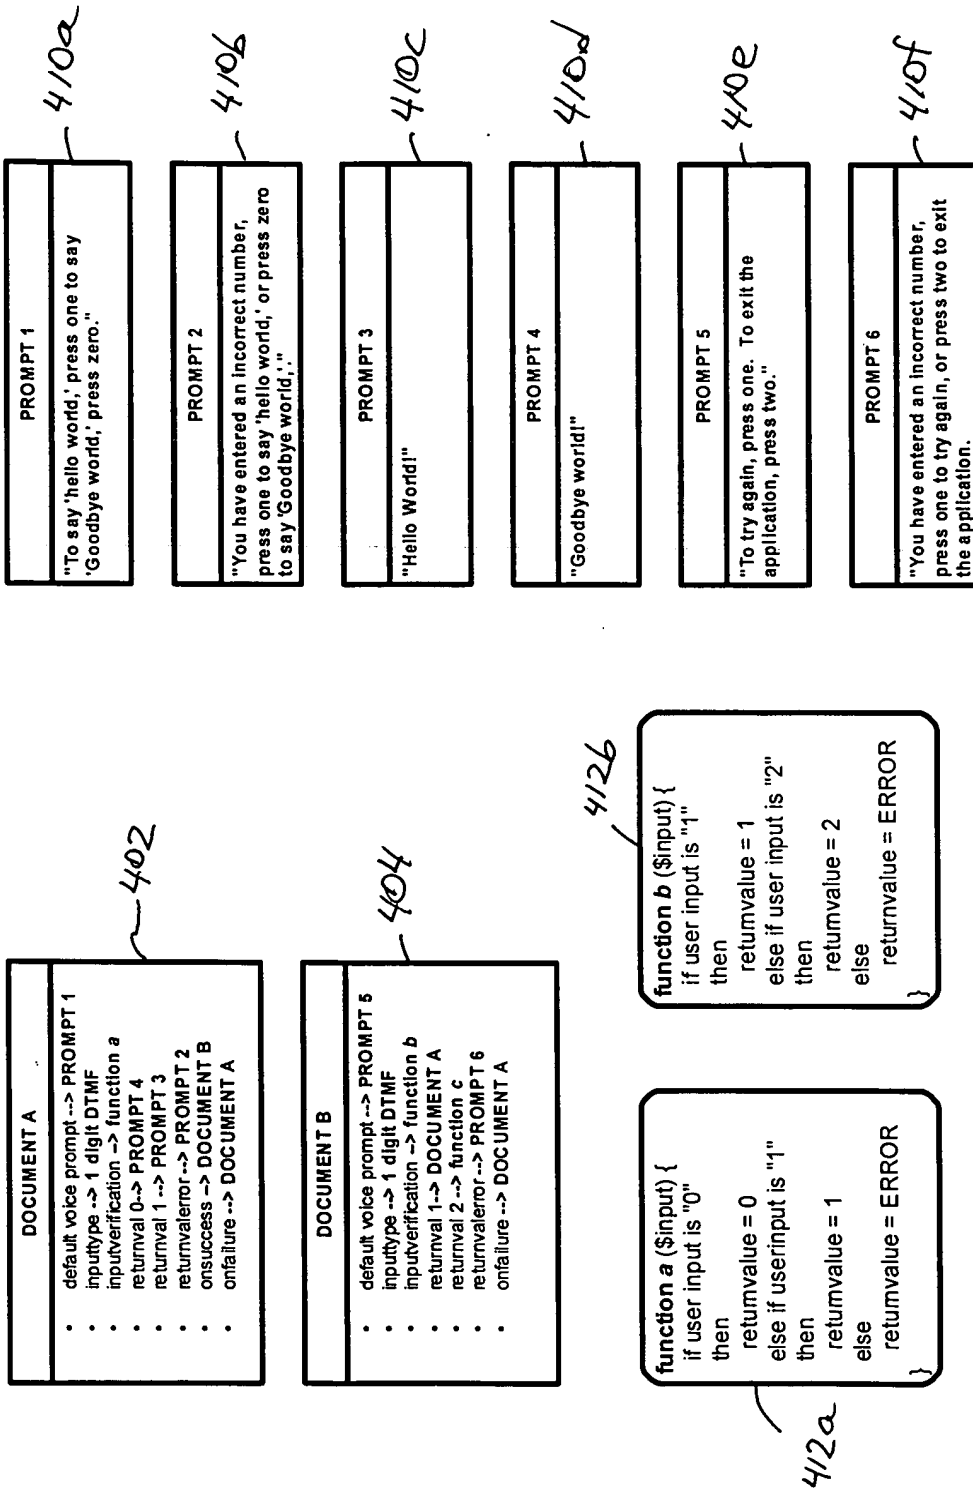 DOCUMENT A
• default voice prompt --> PROMPT 1
• inputtype --> 1 digit DTMF
• inputverification --> function a
• returnval 0--> PROMPT 4
• returnval 1 --> PROMPT 3
• returnvalerror --> PROMPT 2
• onsuccess --> DOCUMENT B
• onfailure --> DOCUMENT A
402
DOCUMENT B
• default voice prompt --> PROMPT 5
• inputtype --> 1 digit DTMF
• inputverification --> function b
• returnval 1--> DOCUMENT A
• returnval 2 --> function c
• returnvalerror --> PROMPT 6
• onfailure --> DOCUMENT A
404
function a ($input) {
if user input is "0"
then
returnvalue = 0
else if userinput is "1"
then
returnvalue = 1
else
returnvalue = ERROR
}
412a
function b ($input) {
if user input is "1"
then
returnvalue = 1
else if user input is "2"
then
returnvalue = 2
else
returnvalue = ERROR
}
412b
PROMPT 1
"To say 'hello world,' press one to say
'Goodbye world,' press zero."
410a
PROMPT 2
"You have entered an incorrect number,
press one to say 'hello world,' or press zero
to say 'Goodbye world,'."
410b
PROMPT 3
"Hello World!"
410c
PROMPT 4
"Goodbye world!"
410d
PROMPT 5
"To try again, press one. To exit the
application, press two."
410e
PROMPT 6
"You have entered an incorrect number,
press one to try again, or press two to exit
the application.
410f